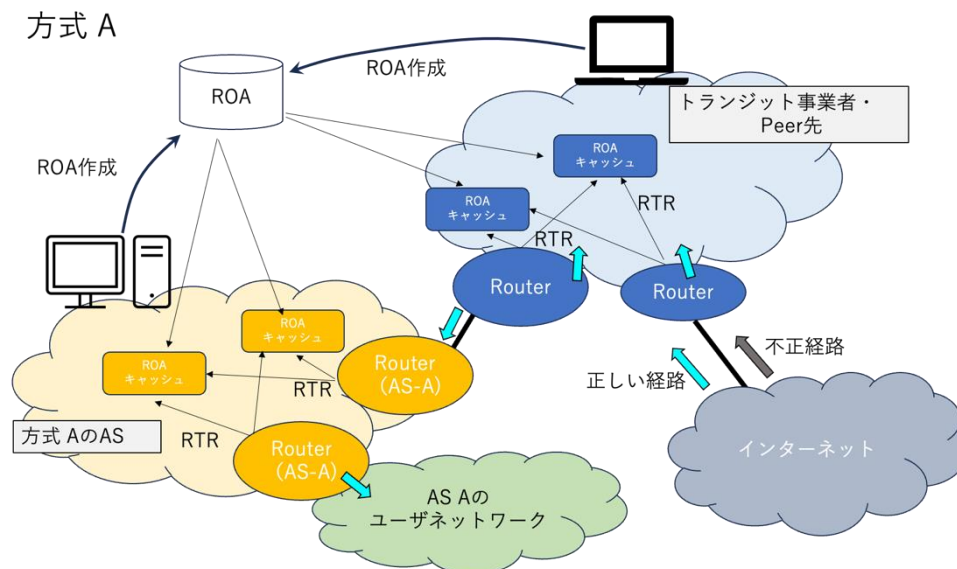 方式 A
ROA作成
ROA
トランジット事業者・
Peer先
ROA
キャッシュ
ROA作成
ROA
キャッシュ
RTR
RTR
Router
Router
ROA
キャッシュ
ROA
キャッシュ
Router
(AS-A)
RTR
不正経路
正しい経路
方式 AのAS
RTR
Router
(AS-A)
インターネット
AS Aの
ユーザネットワーク